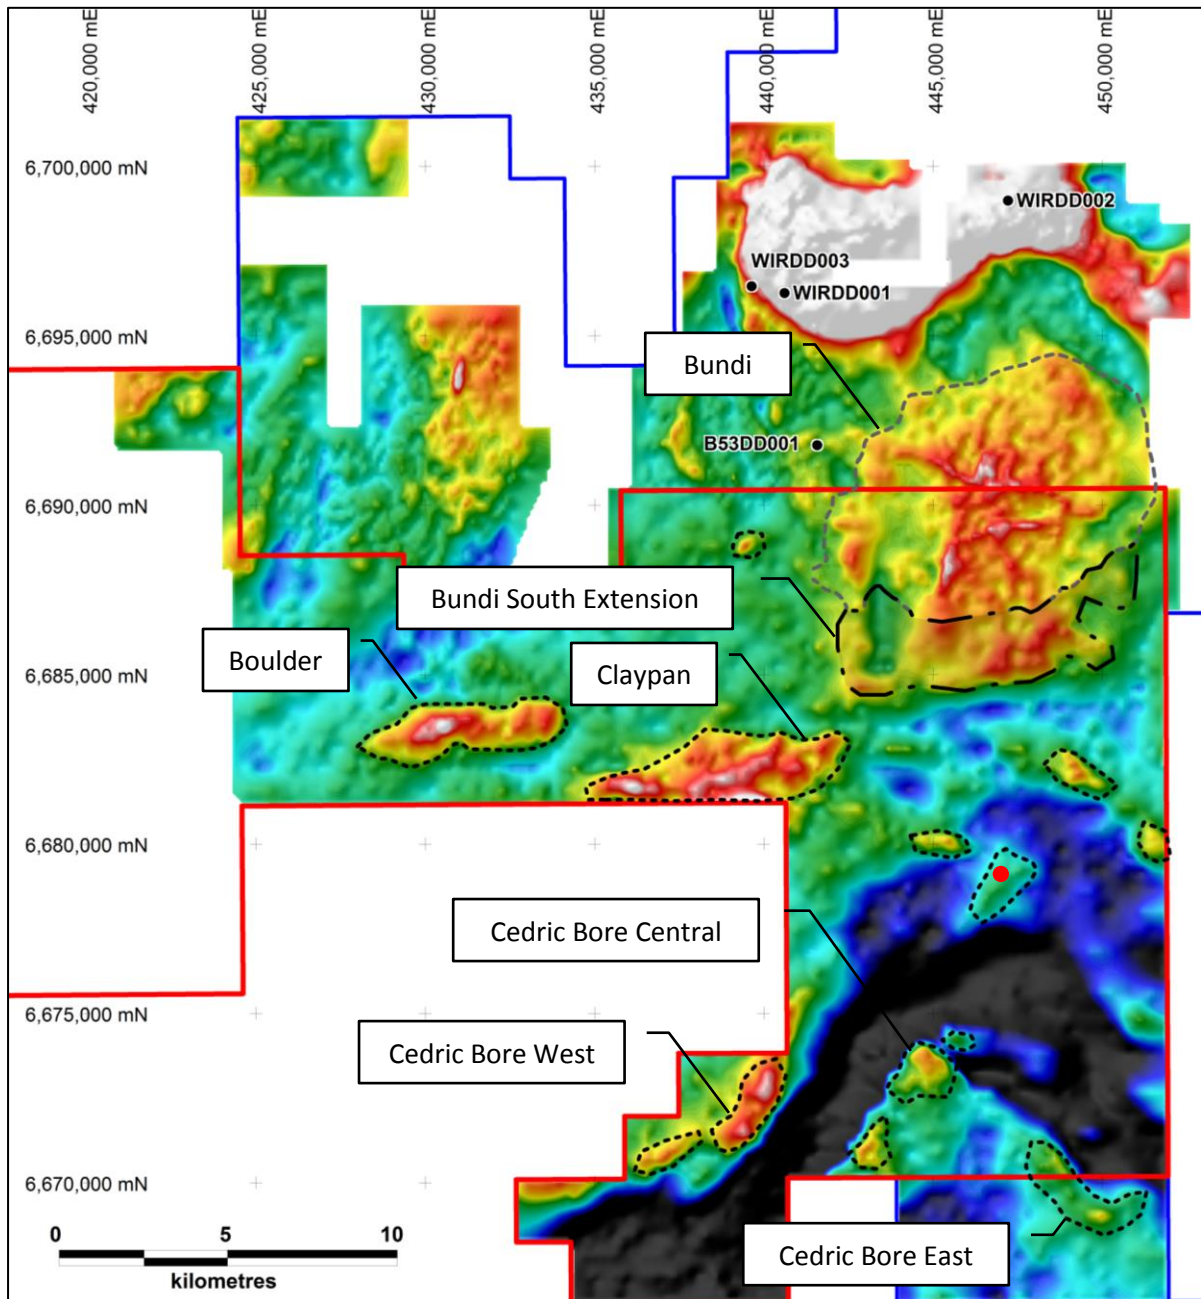 420,000 mE
425,000 mE
430,000 mE
435,000 mE
440,000 mE
445,000 mE
450,000 mE
6,700,000 mN
WIRDD002
WIRDD003
WIRDD001
6,695,000 mN
Bundi
B53DD001
6,690,000 mN
Bundi South Extension
Boulder
Claypan
6,685,000 mN
6,680,000 mN
Cedric Bore Central
6,675,000 mN
Cedric Bore West
6,670,000 mN
0 5 10
kilometres
Cedric Bore East